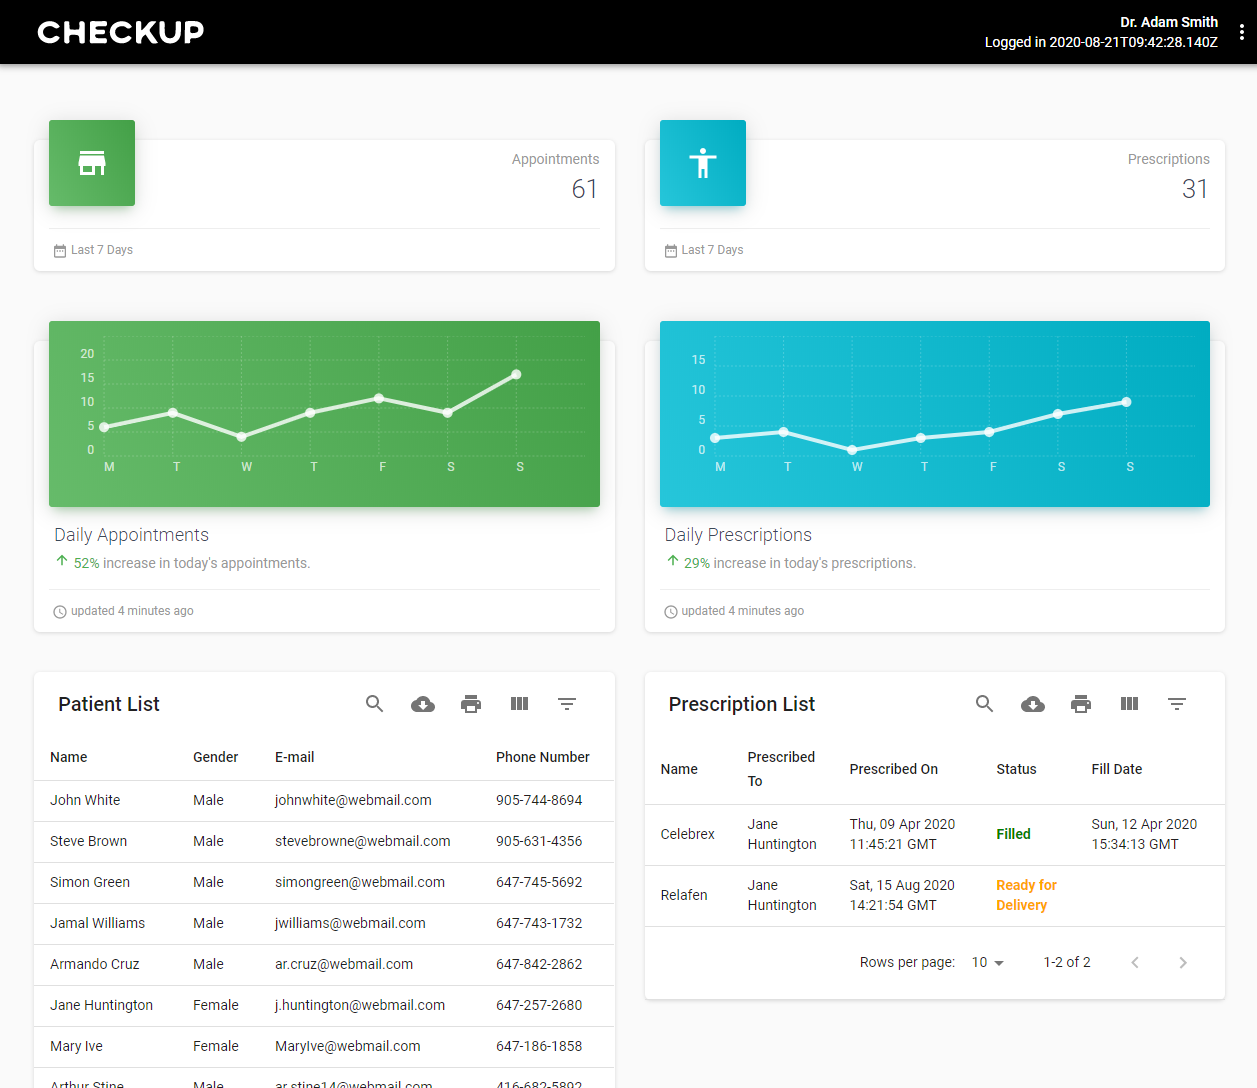 CHECKUP
Dr. Adam Smith
Logged in 2020-08-21T09:42:28.140Z
Appointments
61
Last 7 Days
Prescriptions
31
Last 7 Days
20
15
10
5
0
M T W T F S S
Daily Appointments
52% increase in today's appointments.
updated 4 minutes ago
15
10
5
0
M T W T F S S
Daily Prescriptions
29% increase in today's prescriptions.
updated 4 minutes ago
Patient List
Name Gender E-mail Phone Number
John White Male johnwhite@webmail.com 905-744-8694
Steve Brown Male stevebrowne@webmail.com 905-631-4356
Simon Green Male simongreen@webmail.com 647-745-5692
Jamal Williams Male jwilliams@webmail.com 647-743-1732
Armando Cruz Male ar.cruz@webmail.com 647-842-2862
Jane Huntington Female j.huntington@webmail.com 647-257-2680
Mary Ive Female MaryIve@webmail.com 647-186-1858
Arthur Stine Male ar.stine14@webmail.com 416-682-5892
Prescription List
Name Prescribed To Prescribed On Status Fill Date
Celebrex Jane Huntington Thu, 09 Apr 2020 11:45:21 GMT Filled Sun, 12 Apr 2020 15:34:13 GMT
Relafen Jane Huntington Sat, 15 Aug 2020 14:21:54 GMT Ready for Delivery
Rows per page: 10 1-2 of 2